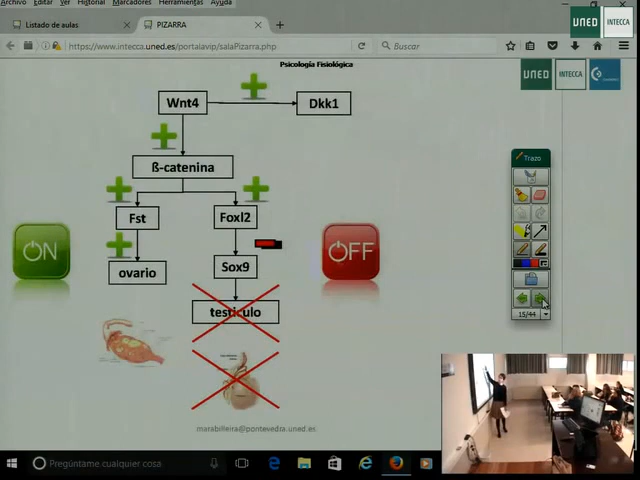 Archivo Editar Ver Historial Marcadores Herramientas Ayuda
Listado de aulas
PIZARRA
https://www.intecca.uned.es/portalavip/salaPizarra.php
Buscar
UNED
INTECCA
Psicología Fisiológica
UNED
INTECCA
Wnt4
Dkk1
ß-catenina
Fst
Foxl2
ON
OFF
ovario
Sox9
testículo
Trazo
15/44
marabilleira@pontevedra.uned.es
Pregúntame cualquier cosa